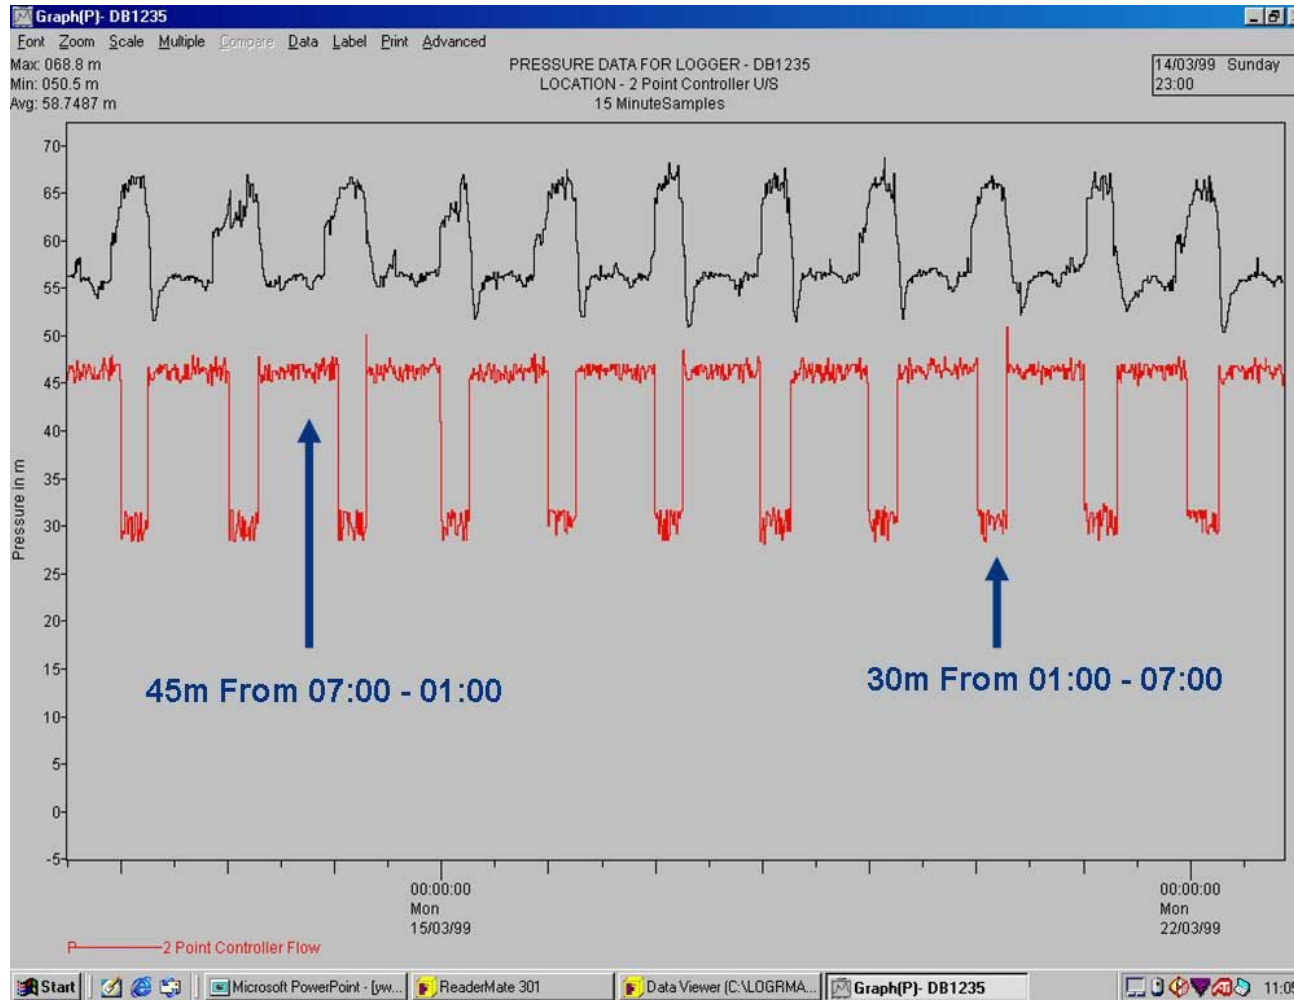 Graph(P)- DB1235
Font Zoom Scale Multiple Compare Data Label Print Advanced
Max: 068.8 m
Min: 050.5 m
Avg: 58.7487 m
PRESSURE DATA FOR LOGGER - DB1235
LOCATION - 2 Point Controller U/S
15 MinuteSamples
14/03/99 Sunday
23:00
Pressure in m
70
65
60
55
50
45
40
35
30
25
20
15
10
5
0
-5
45m From 07:00 - 01:00
30m From 01:00 - 07:00
00:00:00
Mon
15/03/99
00:00:00
Mon
22/03/99
P 2 Point Controller Flow
Start Microsoft PowerPoint - [yw... ReaderMate 301 Data Viewer (C:\LOGRMA... Graph(P)- DB1235 11:05